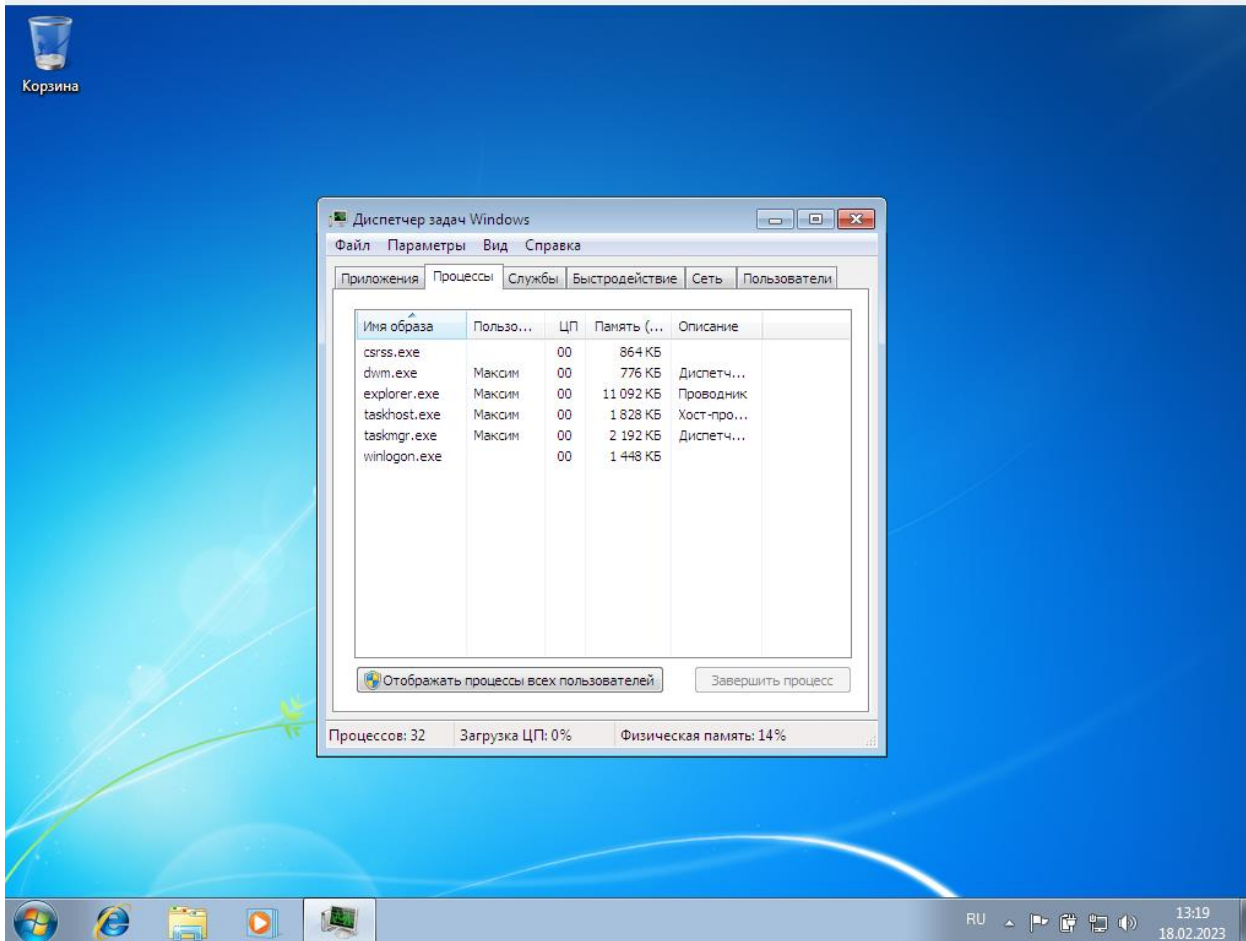 Корзина
Диспетчер задач Windows
Файл Параметры Вид Справка
Приложения Процессы Службы Быстродействие Сеть Пользователи
Имя образа Пользо... ЦП Память (... Описание
csrss.exe 00 864 КБ
dwm.exe Максим 00 776 КБ Диспетч...
explorer.exe Максим 00 11 092 КБ Проводник
taskhost.exe Максим 00 1 828 КБ Хост-про...
taskmgr.exe Максим 00 2 192 КБ Диспетч...
winlogon.exe 00 1 448 КБ
Отображать процессы всех пользователей Завершить процесс
Процессов: 32 Загрузка ЦП: 0% Физическая память: 14%
RU 13:19
18.02.2023